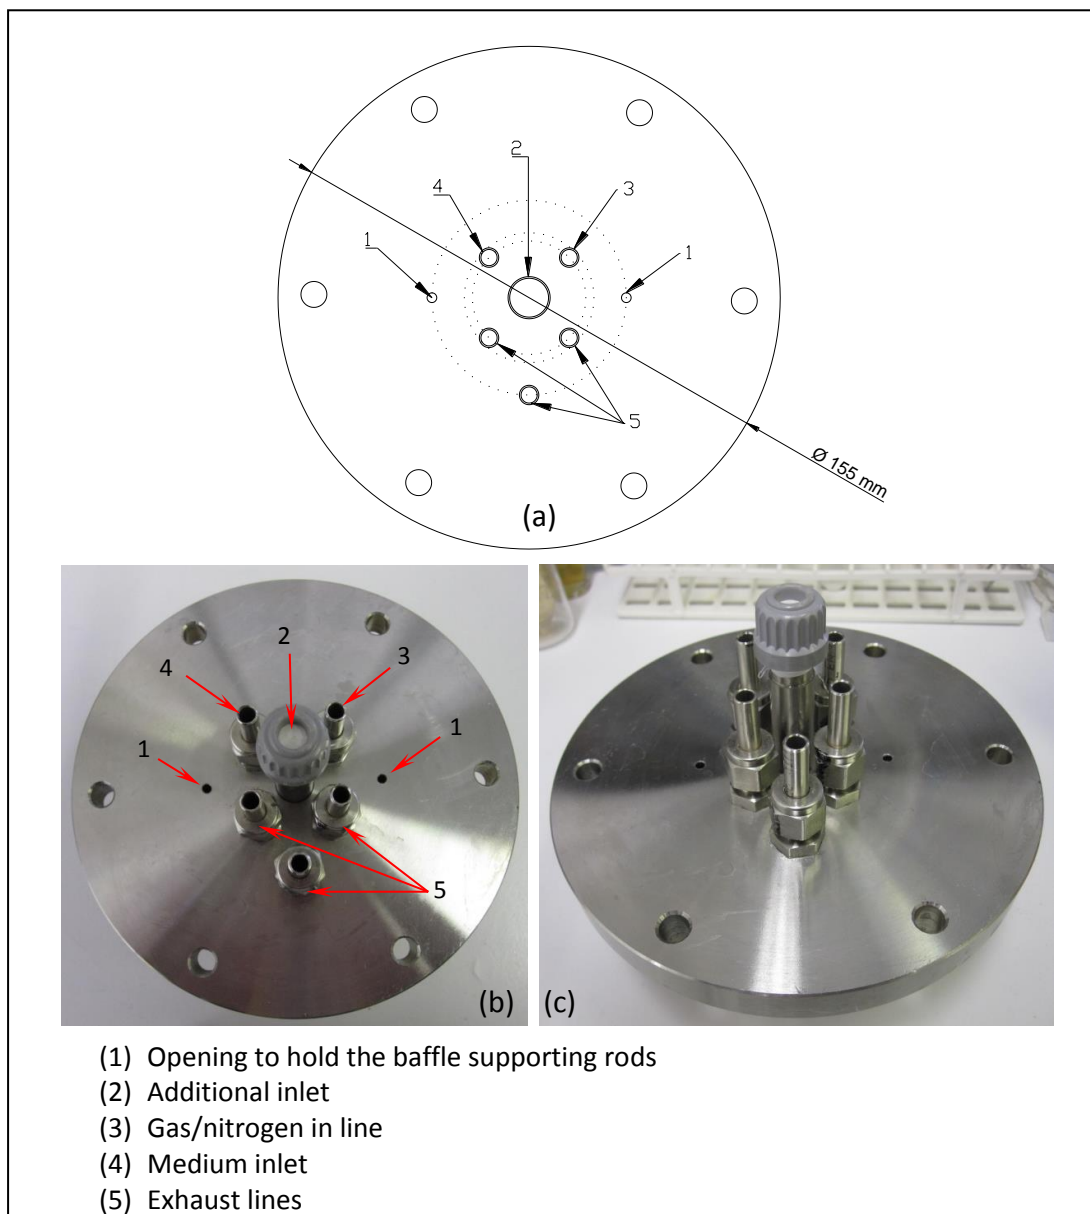 2
4
3
1
1
5
Ø 155 mm
(a)
2
4
3
1
1
5
(b)
(c)
(1) Opening to hold the baffle supporting rods
(2) Additional inlet
(3) Gas/nitrogen in line
(4) Medium inlet
(5) Exhaust lines